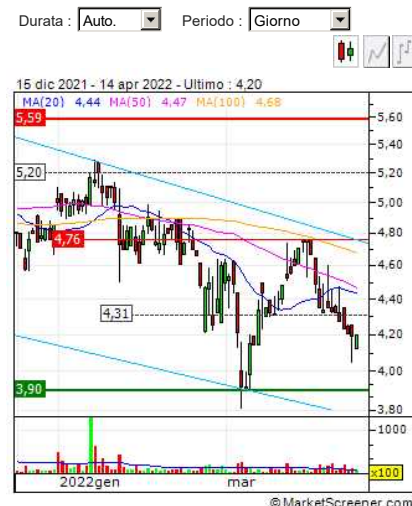 Durata : Auto. Periodo : Giorno
15 dic 2021 - 14 apr 2022 - Ultimo : 4,20
MA(20) 4,44 MA(50) 4,47 MA(100) 4,68
5,59
5,60
5,40
5,20
5,20
5,00
4,80
4,76
4,60
4,40
4,31
4,20
4,00
3,90
3,80
1000
x100
2022gen
mar
© MarketScreener.com